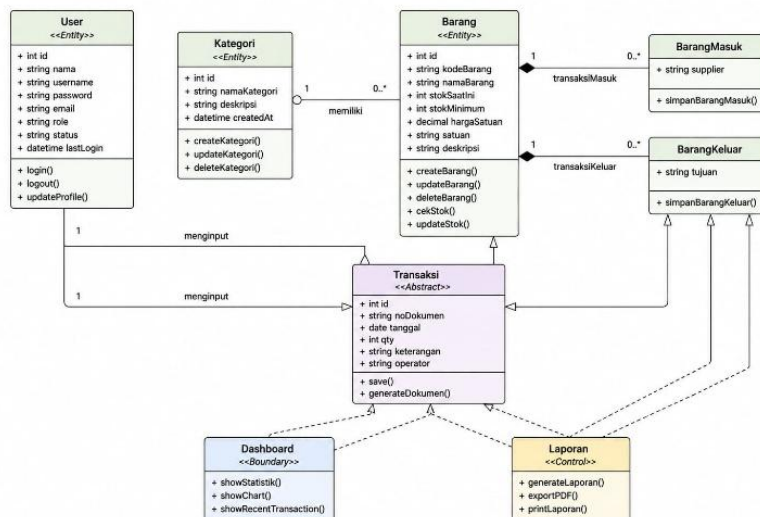 User
<<Entity>>
+ int id
+ string nama
+ string username
+ string password
+ string email
+ string role
+ string status
+ datetime lastLogin
+ login()
+ logout()
+ updateProfile()
Kategori
<<Entity>>
+ int id
+ string namaKategori
+ string deskripsi
+ datetime createdAt
+ createKategori()
+ updateKategori()
+ deleteKategori()
1
0..*
memiliki
Barang
<<Entity>>
+ int id
+ string kodeBarang
+ string namaBarang
+ int stokSaatIni
+ int stokMinimum
+ decimal hargaSatuan
+ string satuan
+ string deskripsi
+ createBarang()
+ updateBarang()
+ deleteBarang()
+ cekStok()
+ updateStok()
1
0..*
transaksiMasuk
BarangMasuk
+ string supplier
+ simpanBarangMasuk()
1
0..*
transaksiKeluar
BarangKeluar
+ string tujuan
+ simpanBarangKeluar()
1
menginput
1
menginput
Transaksi
<<Abstract>>
+ int id
+ string noDokumen
+ date tanggal
+ int qty
+ string keterangan
+ string operator
+ save()
+ generateDokumen()
Dashboard
<<Boundary>>
+ showStatistik()
+ showChart()
+ showRecentTransaction()
Laporan
<<Control>>
+ generateLaporan()
+ exportPDF()
+ printLaporan()